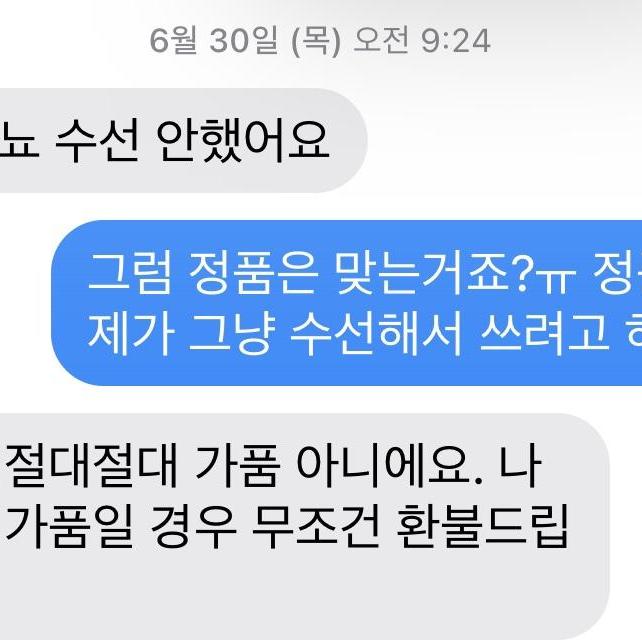 6월 30일 (목) 오전 9:24
뇨 수선 안했어요
그럼 정품은 맞는거죠?ㅠ
제가 그냥 수선해서 쓰려고
절대절대 가품 아니에요. 나
가품일 경우 무조건 환불드립